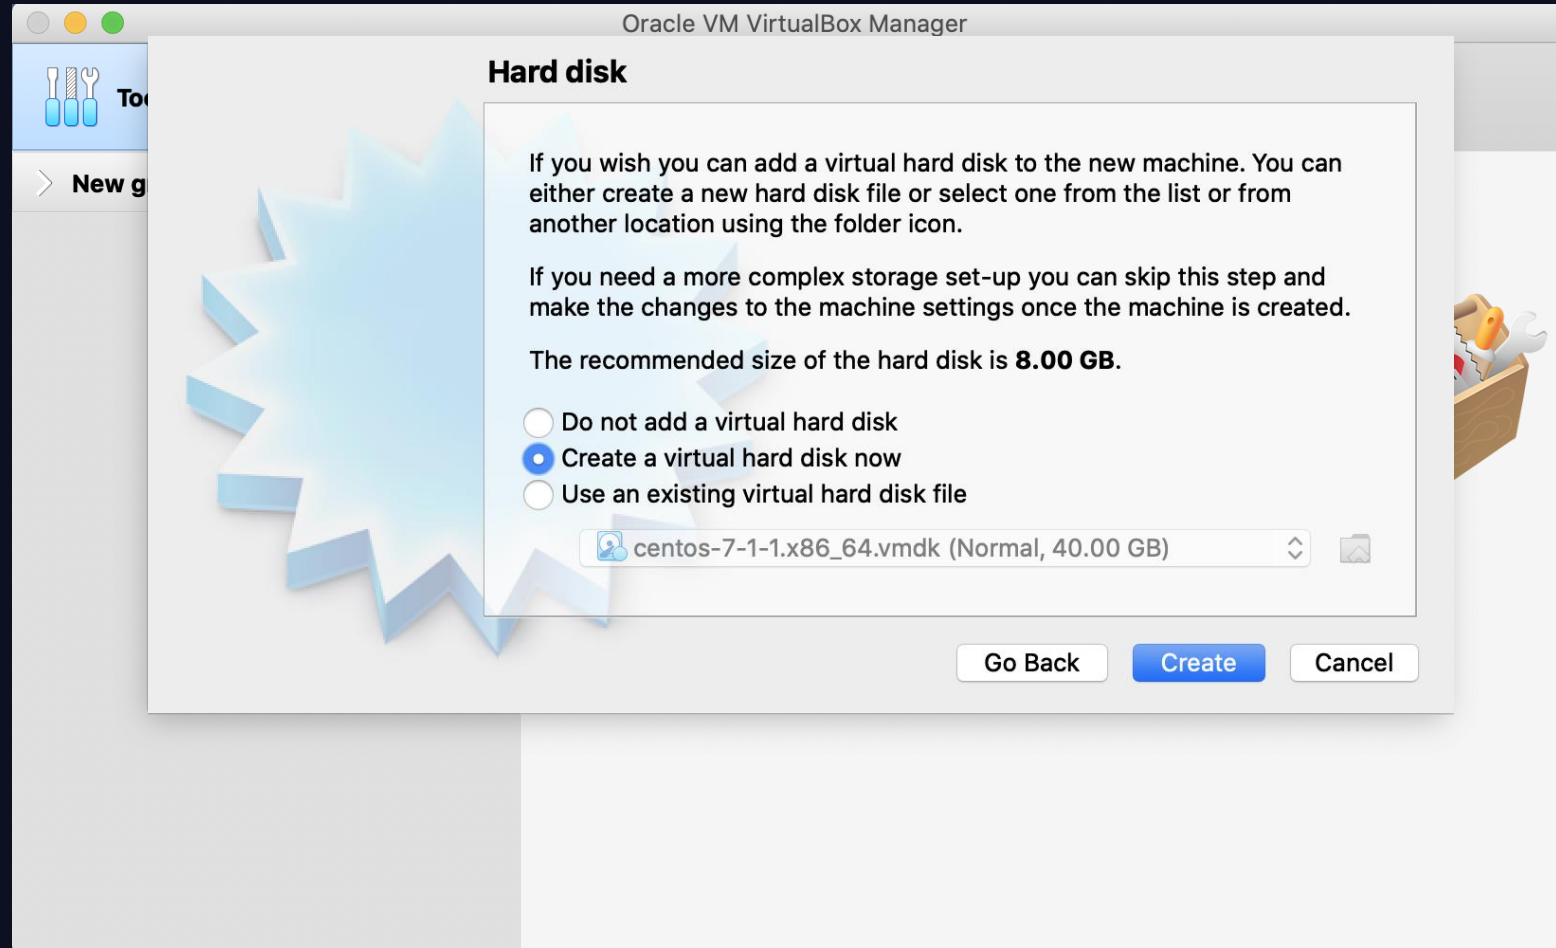 Oracle VM VirtualBox Manager
Hard disk
Too
New g
If you wish you can add a virtual hard disk to the new machine. You can
either create a new hard disk file or select one from the list or from
another location using the folder icon.
If you need a more complex storage set-up you can skip this step and
make the changes to the machine settings once the machine is created.
The recommended size of the hard disk is 8.00 GB.
Do not add a virtual hard disk
Create a virtual hard disk now
Use an existing virtual hard disk file
centos-7-1-1.x86_64.vmdk (Normal, 40.00 GB)
Go Back
Create
Cancel